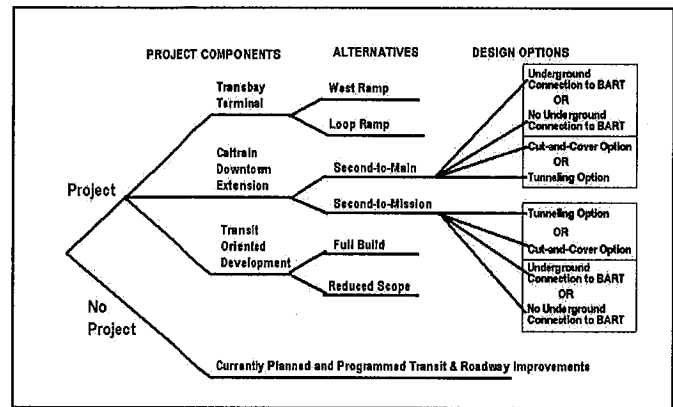 PROJECT COMPONENTS
ALTERNATIVES
DESIGN OPTIONS
Transbay
Terminal
West Ramp
Loop Ramp
Underground
Connection to BART
OR
No Underground
Connection to BART
Cut-and-Cover Option
OR
Tunneling Option
Project
Caltrain
Downtown
Extension
Second-to-Main
Second-to-Mission
Tunneling Option
OR
Cut-and-Cover Option
Underground
Connection to BART
OR
No Underground
Connection to BART
Transit
Oriented
Development
Full Build
Reduced Scope
No
Project
Currently Planned and Programmed Transit & Roadway Improvements